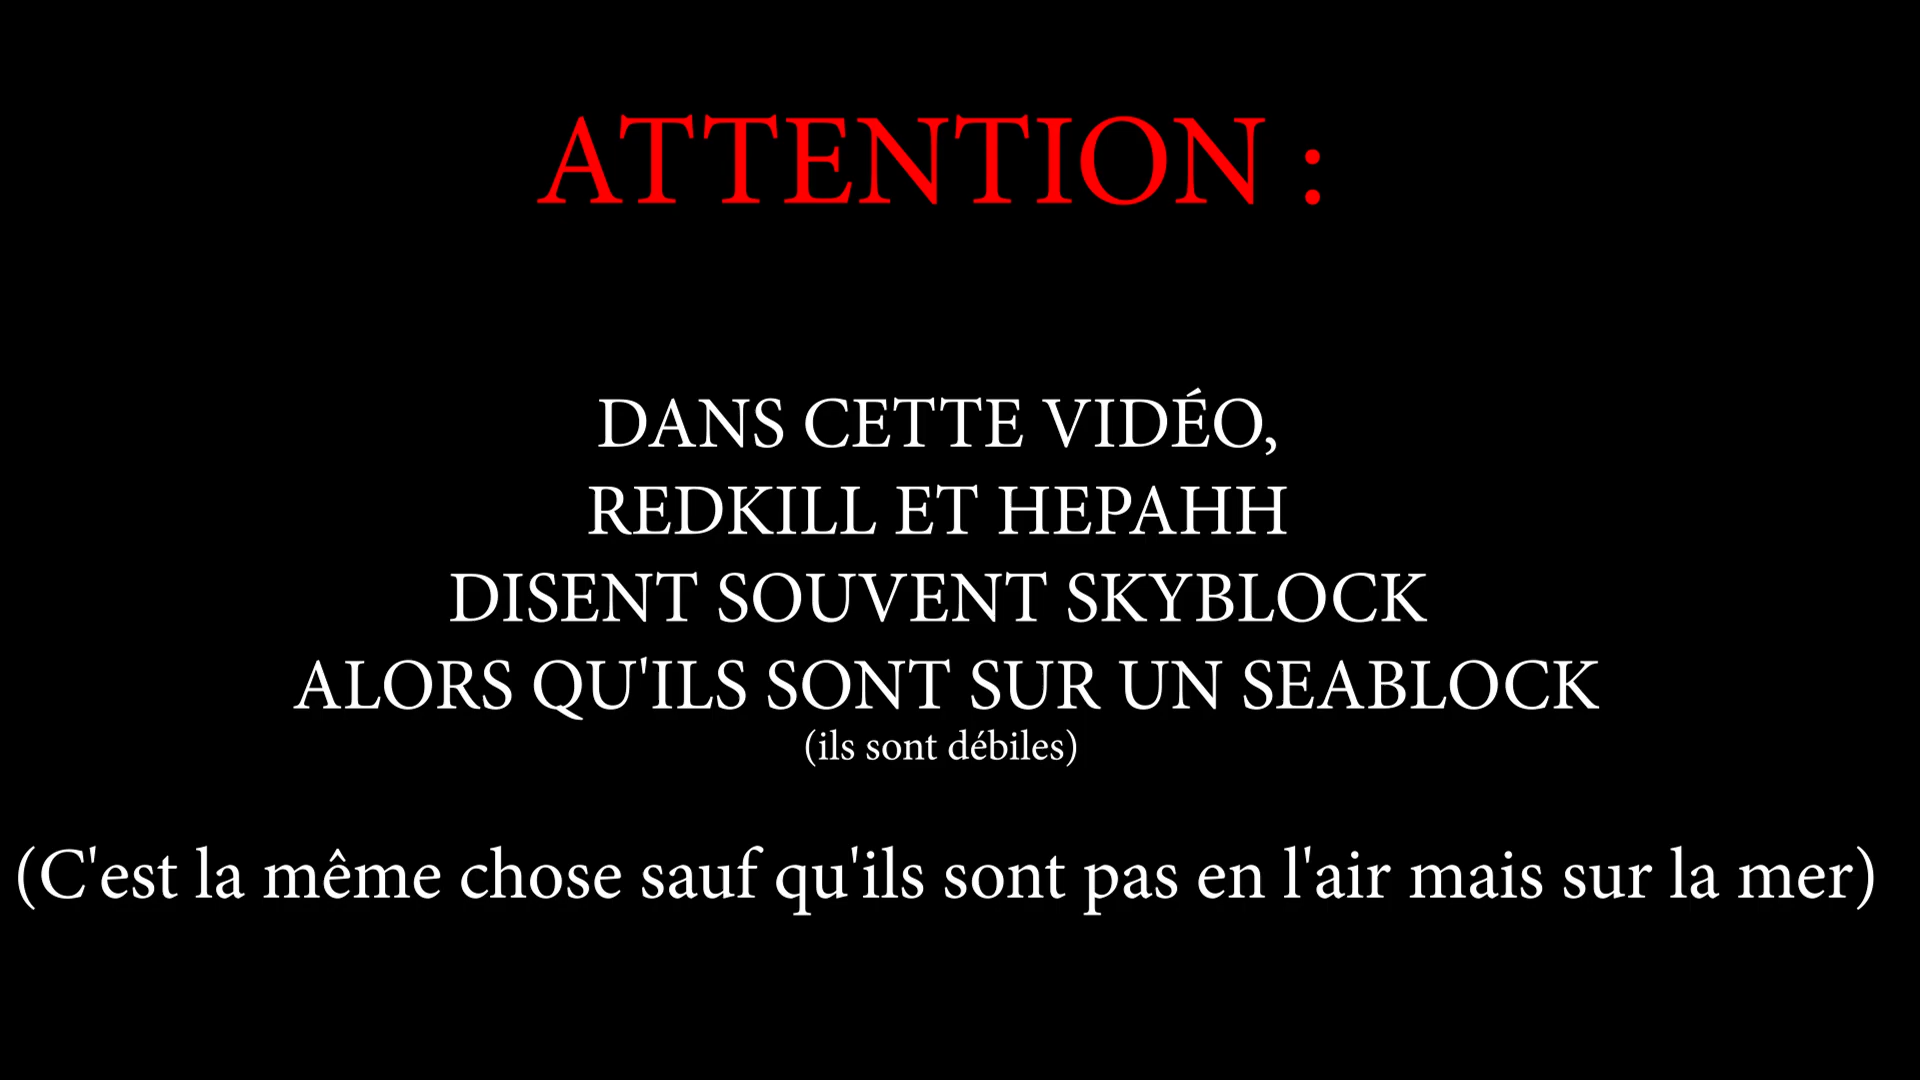 ATTENTION :
DANS CETTE VIDÉO,
REDKILL ET HEPAHH
DISENT SOUVENT SKYBLOCK
ALORS QU'ILS SONT SUR UN SEABLOCK
(ils sont débiles)
(C'est la même chose sauf qu'ils sont pas en l'air mais sur la mer)